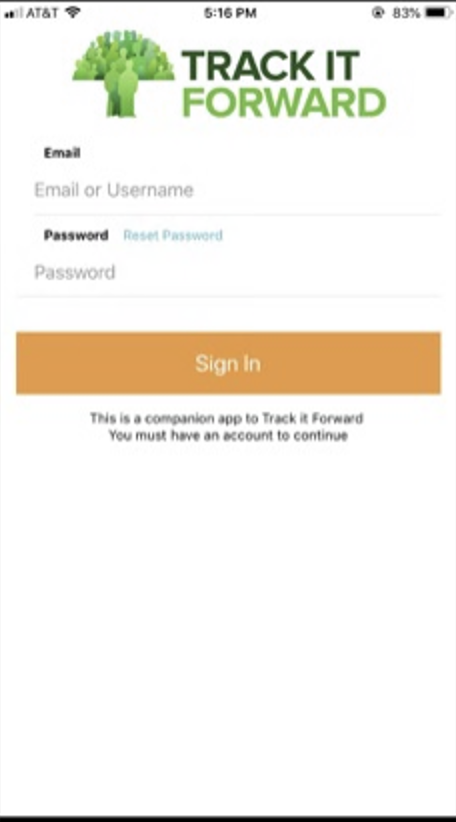 AT&T 5:16 PM 83%
TRACK IT
FORWARD
Email
Email or Username
Password Reset Password
Password
Sign In
This is a companion app to Track it Forward
You must have an account to continue